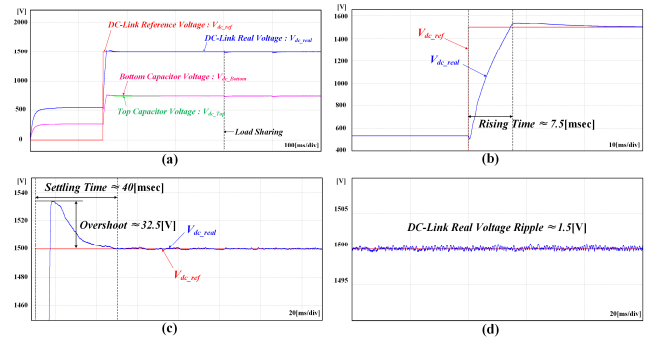 [V]
2000
1500
1000
500
0
DC-Link Reference Voltage : Vdc_ref
DC-Link Real Voltage : Vdc_real
Bottom Capacitor Voltage : Vdc_Bottom
Top Capacitor Voltage : Vdc_Top
Load Sharing
100[ms/div]
(a)
[V]
1600
1400
1200
1000
800
600
400
Vdc_ref
Vdc_real
Rising Time ≈ 7.5[msec]
10[ms/div]
(b)
[V]
1540
1520
1500
1480
1460
Settling Time ≈ 40[msec]
Overshoot ≈ 32.5[V]
Vdc_real
Vdc_ref
20[ms/div]
(c)
[V]
1505
1500
1495
DC-Link Real Voltage Ripple ≈ 1.5[V]
20[ms/div]
(d)